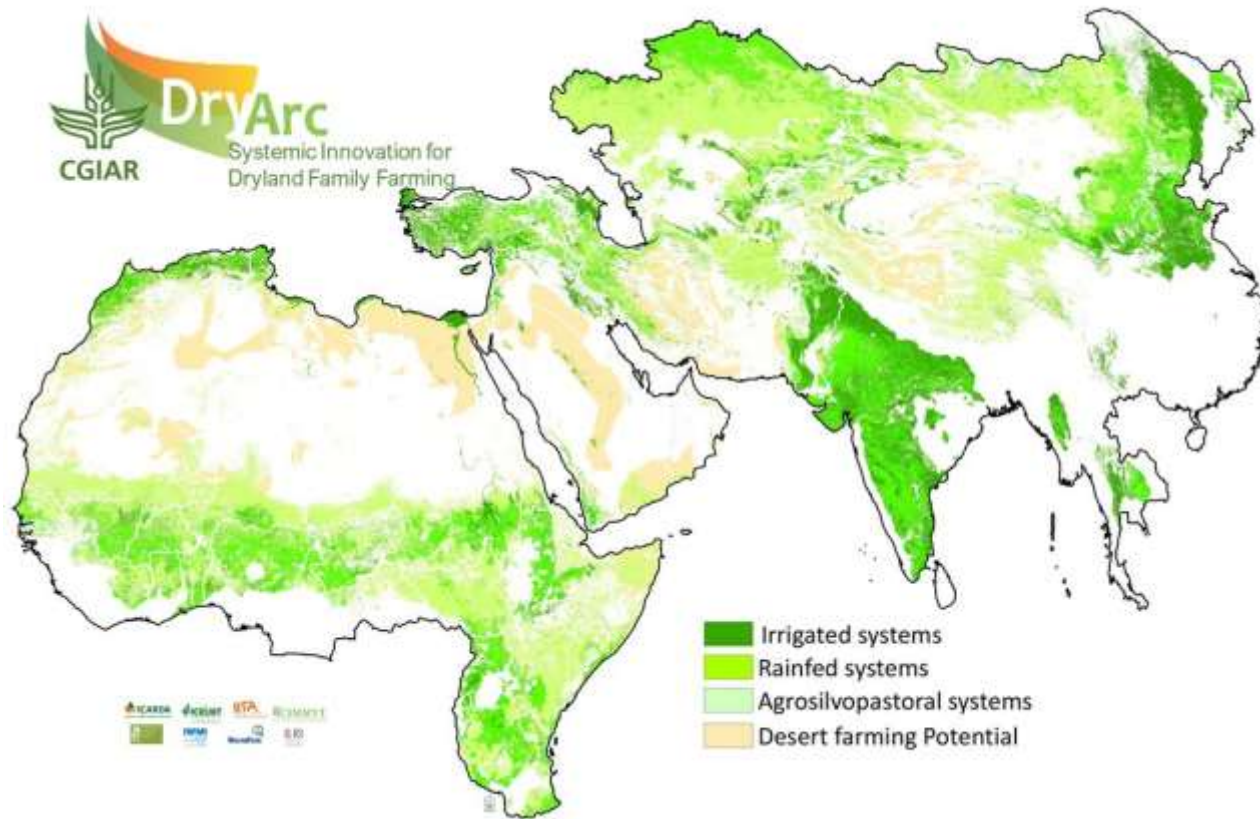 DryArc
Systemic Innovation for
Dryland Family Farming
CGIAR
Irrigated systems
Rainfed systems
Agrosilvopastoral systems
Desert farming Potential
ICARDA